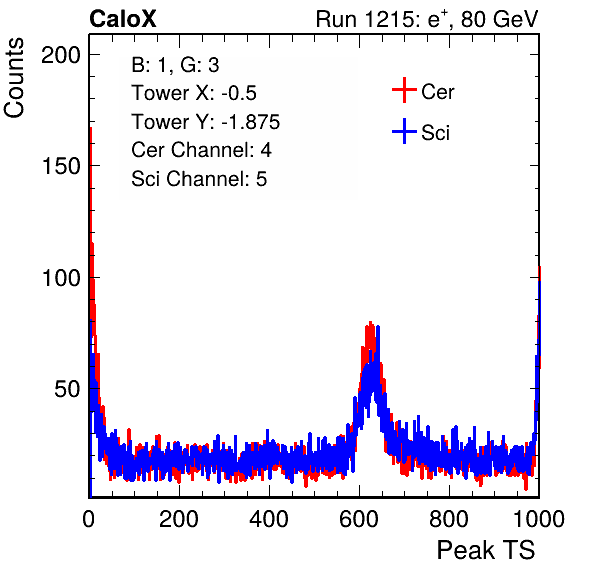 CaloX Run 1215: e⁺, 80 GeV
Counts
B: 1, G: 3
Tower X: -0.5
Tower Y: -1.875
Cer Channel: 4
Sci Channel: 5
Cer
Sci
200
150
100
50
0 200 400 600 800 1000
Peak TS